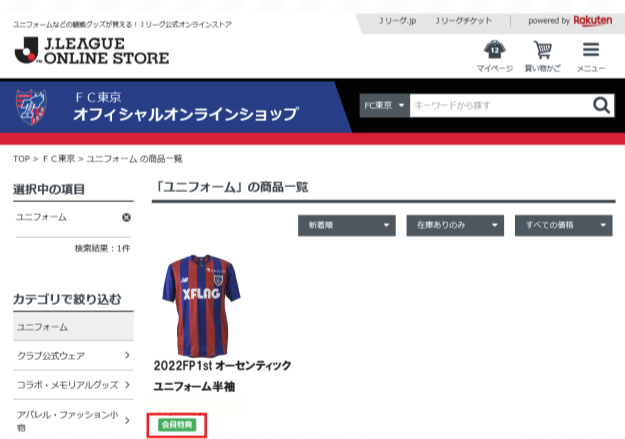 ユニフォームなどの観戦グッズが買える！Jリーグ公式オンラインストア
Jリーグ.jp Jリーグチケット powered by Rakuten
J.LEAGUE
ONLINE STORE
12
マイページ 買い物かご メニュー
ＦＣ東京
オフィシャルオンラインショップ
FC東京 キーワードから探す
TOP > ＦＣ東京 > ユニフォーム の商品一覧
選択中の項目
「ユニフォーム」の商品一覧
ユニフォーム
新着順 在庫ありのみ すべての価格
検索結果：1件
カテゴリで絞り込む
XFLAG
ユニフォーム
クラブ公式ウェア
2022FP1st オーセンティック
ユニフォーム半袖
コラボ・メモリアルグッズ
アパレル・ファッション小
物
会員特典